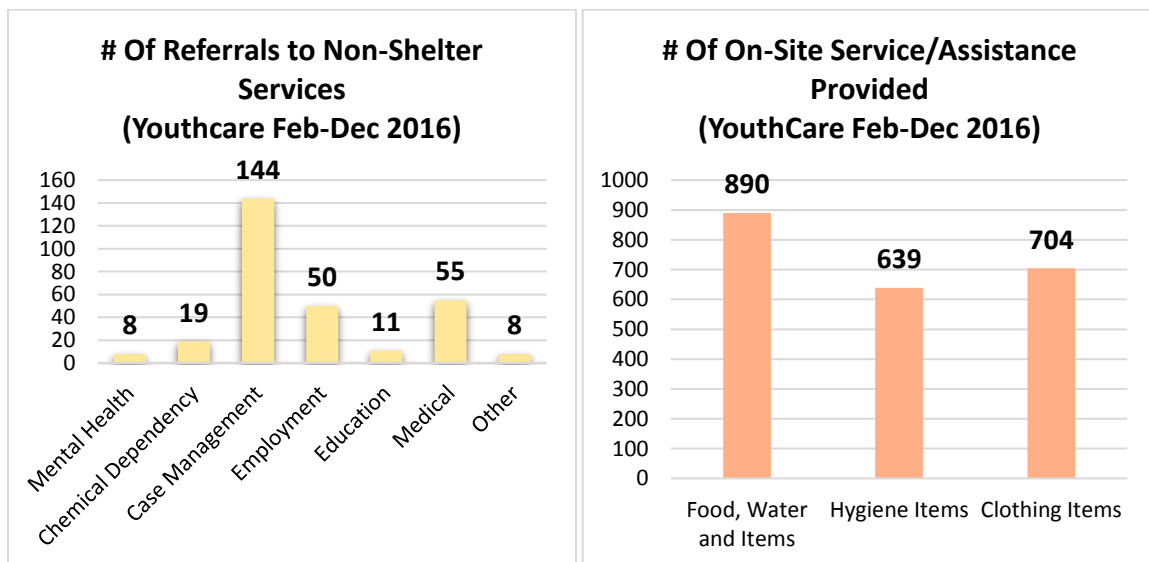 # Of Referrals to Non-Shelter
Services
(Youthcare Feb-Dec 2016)
160
140
120
100
80
60
40
20
0
8
19
144
50
11
55
8
Mental Health
Chemical Dependency
Case Management
Employment
Education
Medical
Other
# Of On-Site Service/Assistance
Provided
(YouthCare Feb-Dec 2016)
1000
900
800
700
600
500
400
300
200
100
0
890
639
704
Food, Water
and Items
Hygiene Items
Clothing Items